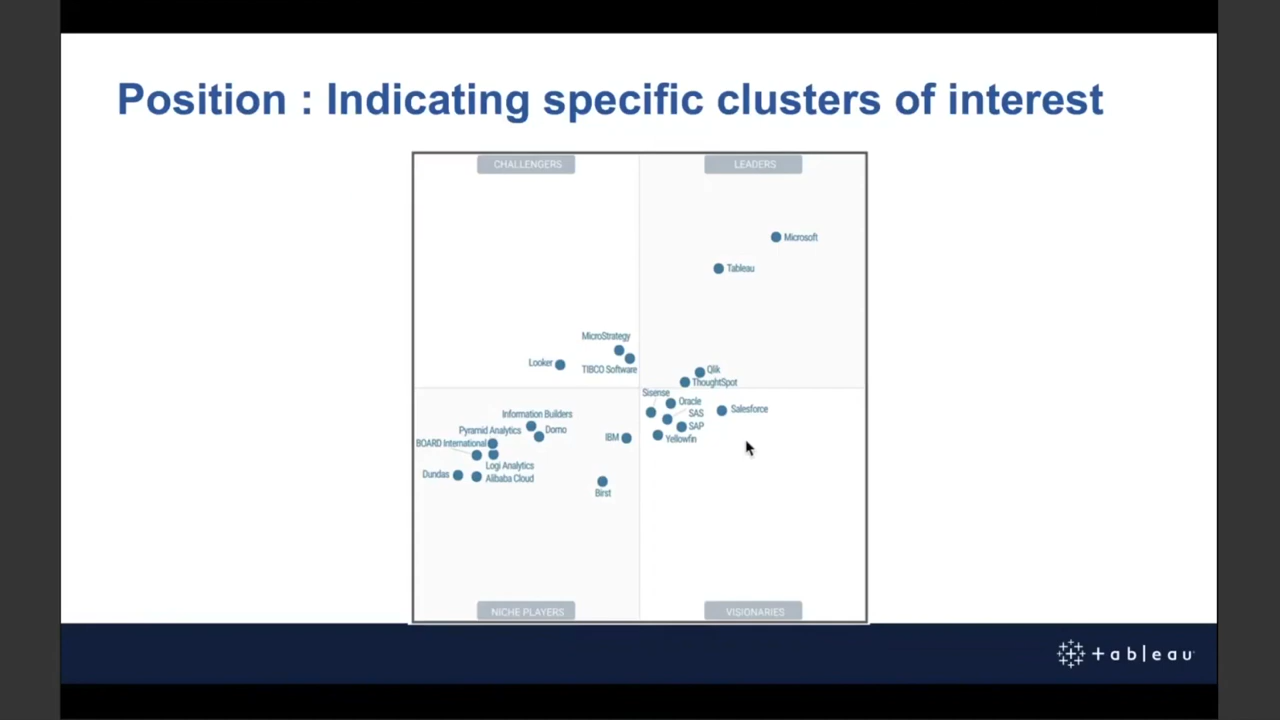 Position : Indicating specific clusters of interest
CHALLENGERS
LEADERS
Microsoft
Tableau
MicroStrategy
Looker
TIBCO Software
Qlik
ThoughtSpot
Sisense
Oracle
Salesforce
SAS
SAP
Yellowfin
Information Builders
Pyramid Analytics
Domo
BOARD International
IBM
Logi Analytics
Dundas
Alibaba Cloud
Birst
NICHE PLAYERS
VISIONARIES
+ableau